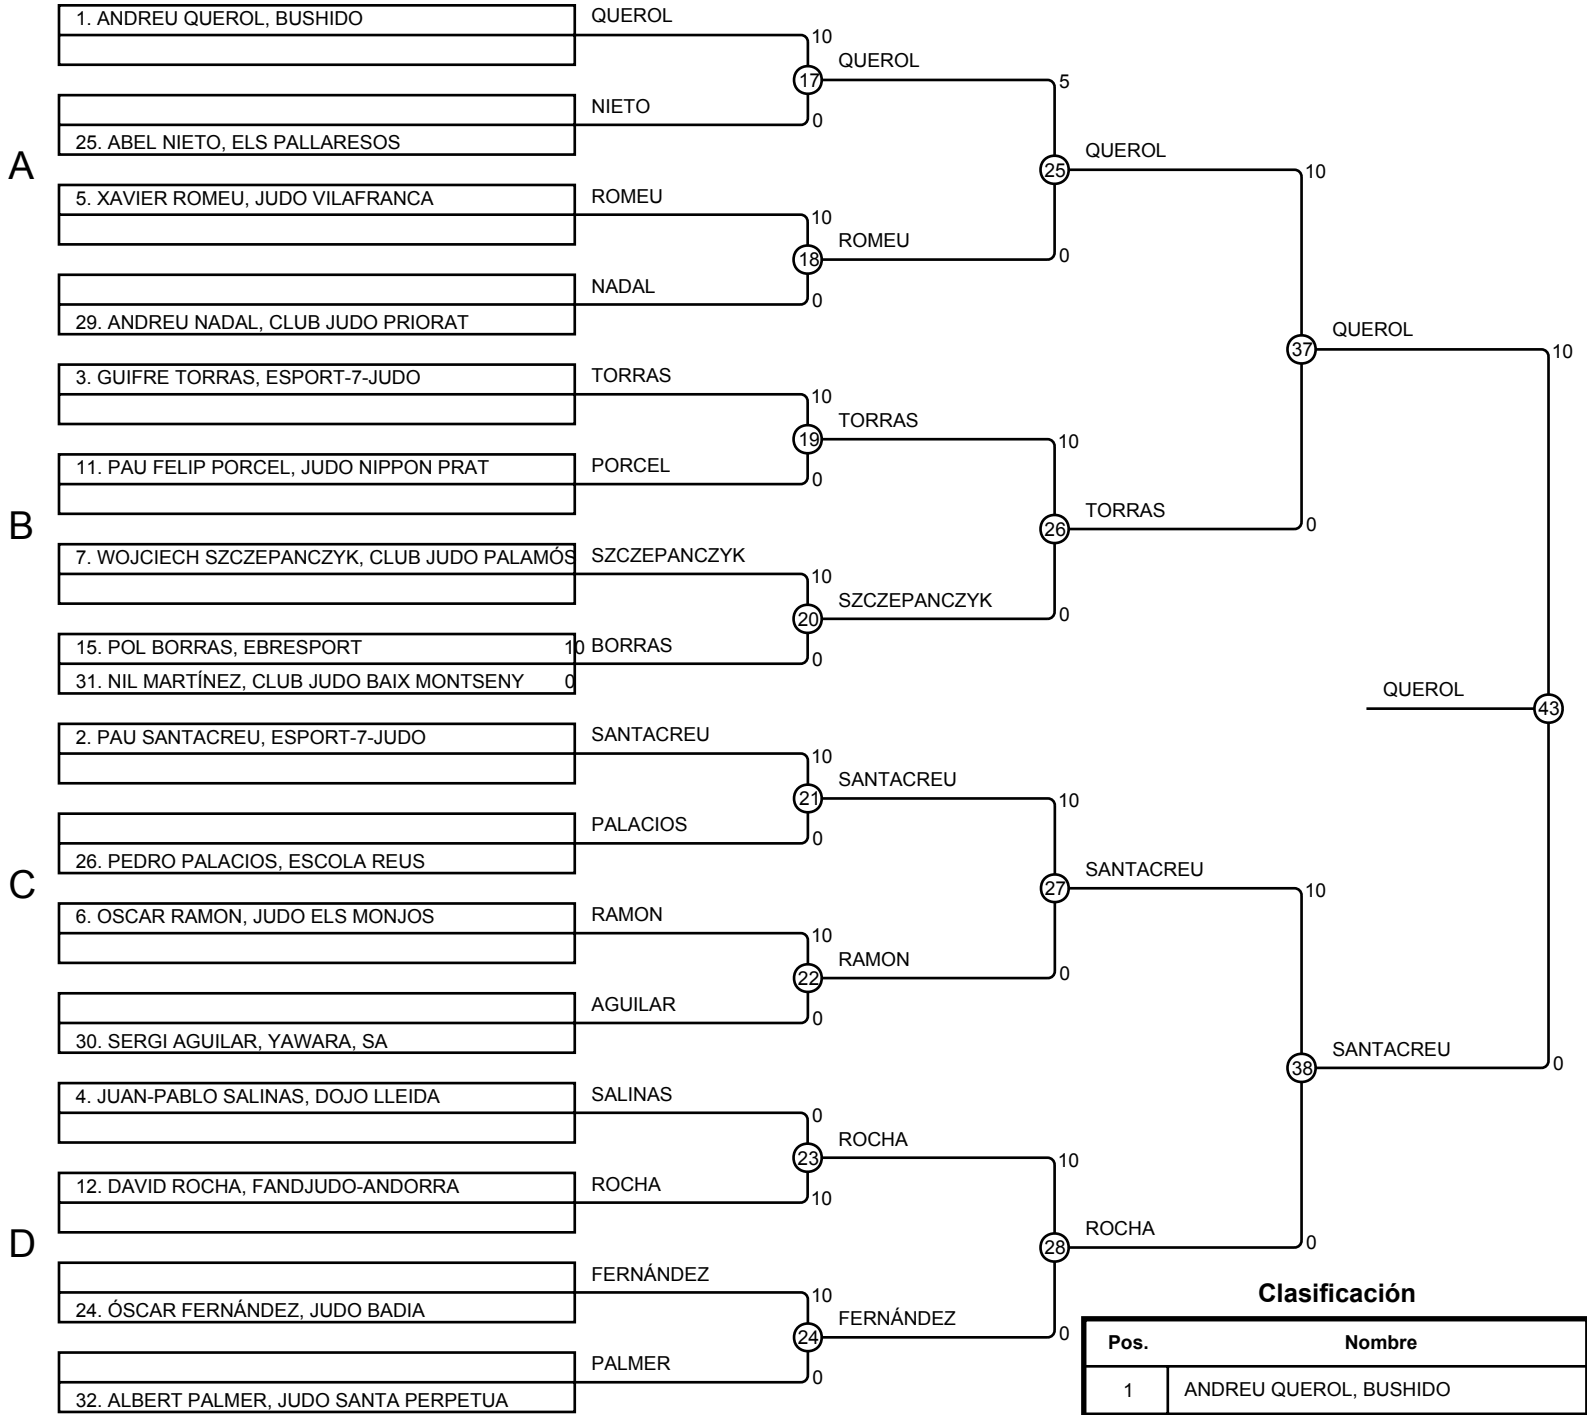 1. ANDREU QUEROL, BUSHIDO
QUEROL
10
17
QUEROL
0
NIETO
25. ABEL NIETO, ELS PALLARESOS
5
25
QUEROL
0
A
5. XAVIER ROMEU, JUDO VILAFRANCA
ROMEU
10
18
ROMEU
0
NADAL
29. ANDREU NADAL, CLUB JUDO PRIORAT
10
37
QUEROL
0
3. GUIFRE TORRAS, ESPORT-7-JUDO
TORRAS
10
19
TORRAS
0
11. PAU FELIP PORCEL, JUDO NIPPON PRAT
PORCEL
10
26
TORRAS
0
B
7. WOJCIECH SZCZEPANCZYK, CLUB JUDO PALAMÓS
SZCZEPANCZYK
10
20
SZCZEPANCZYK
0
15. POL BORRAS, EBRESPORT 10
BORRAS
31. NIL MARTÍNEZ, CLUB JUDO BAIX MONTSENY 0
10
QUEROL
43
0
2. PAU SANTACREU, ESPORT-7-JUDO
SANTACREU
10
21
SANTACREU
0
PALACIOS
26. PEDRO PALACIOS, ESCOLA REUS
10
27
SANTACREU
0
C
6. OSCAR RAMON, JUDO ELS MONJOS
RAMON
10
22
RAMON
0
AGUILAR
30. SERGI AGUILAR, YAWARA, SA
10
38
SANTACREU
0
4. JUAN-PABLO SALINAS, DOJO LLEIDA
SALINAS
0
23
ROCHA
10
12. DAVID ROCHA, FANDJUDO-ANDORRA
ROCHA
10
28
ROCHA
0
D
FERNÁNDEZ
24. ÓSCAR FERNÁNDEZ, JUDO BADIA
10
24
FERNÁNDEZ
0
PALMER
32. ALBERT PALMER, JUDO SANTA PERPETUA
Clasificación
Pos. Nombre
1 ANDREU QUEROL, BUSHIDO